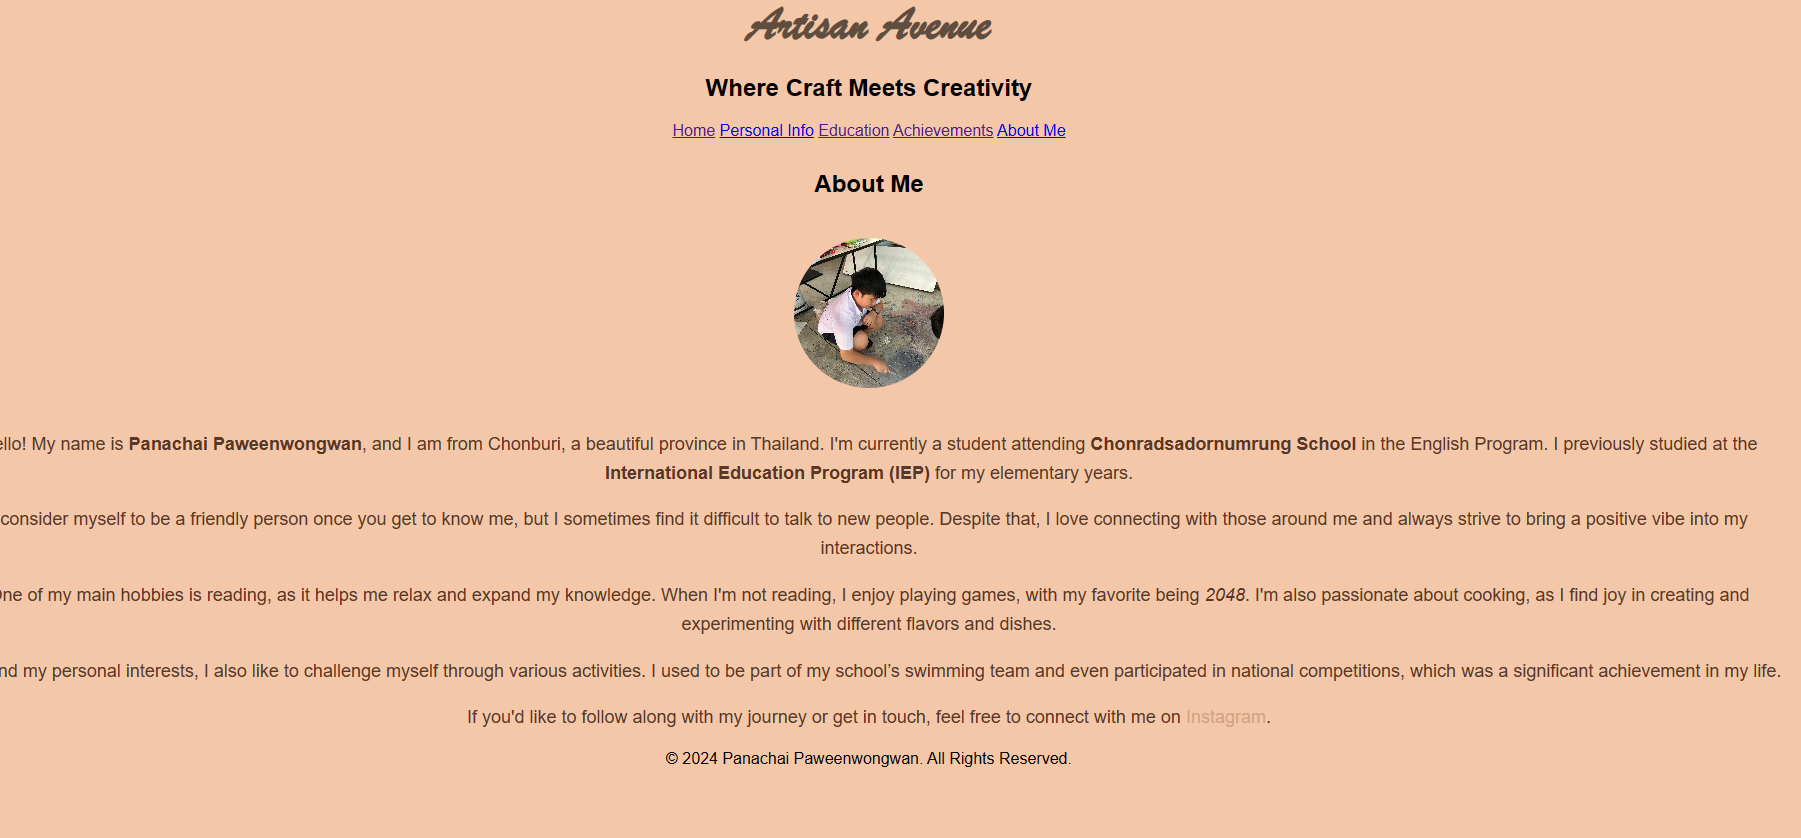 Artisan Avenue
Where Craft Meets Creativity
Home Personal Info Education Achievements About Me
About Me
ello! My name is Panachai Paweenwongwan, and I am from Chonburi, a beautiful province in Thailand. I'm currently a student attending Chonradsadornumrung School in the English Program. I previously studied at the
International Education Program (IEP) for my elementary years.
consider myself to be a friendly person once you get to know me, but I sometimes find it difficult to talk to new people. Despite that, I love connecting with those around me and always strive to bring a positive vibe into my
interactions.
One of my main hobbies is reading, as it helps me relax and expand my knowledge. When I'm not reading, I enjoy playing games, with my favorite being 2048. I'm also passionate about cooking, as I find joy in creating and
experimenting with different flavors and dishes.
nd my personal interests, I also like to challenge myself through various activities. I used to be part of my school’s swimming team and even participated in national competitions, which was a significant achievement in my life.
If you'd like to follow along with my journey or get in touch, feel free to connect with me on Instagram.
© 2024 Panachai Paweenwongwan. All Rights Reserved.